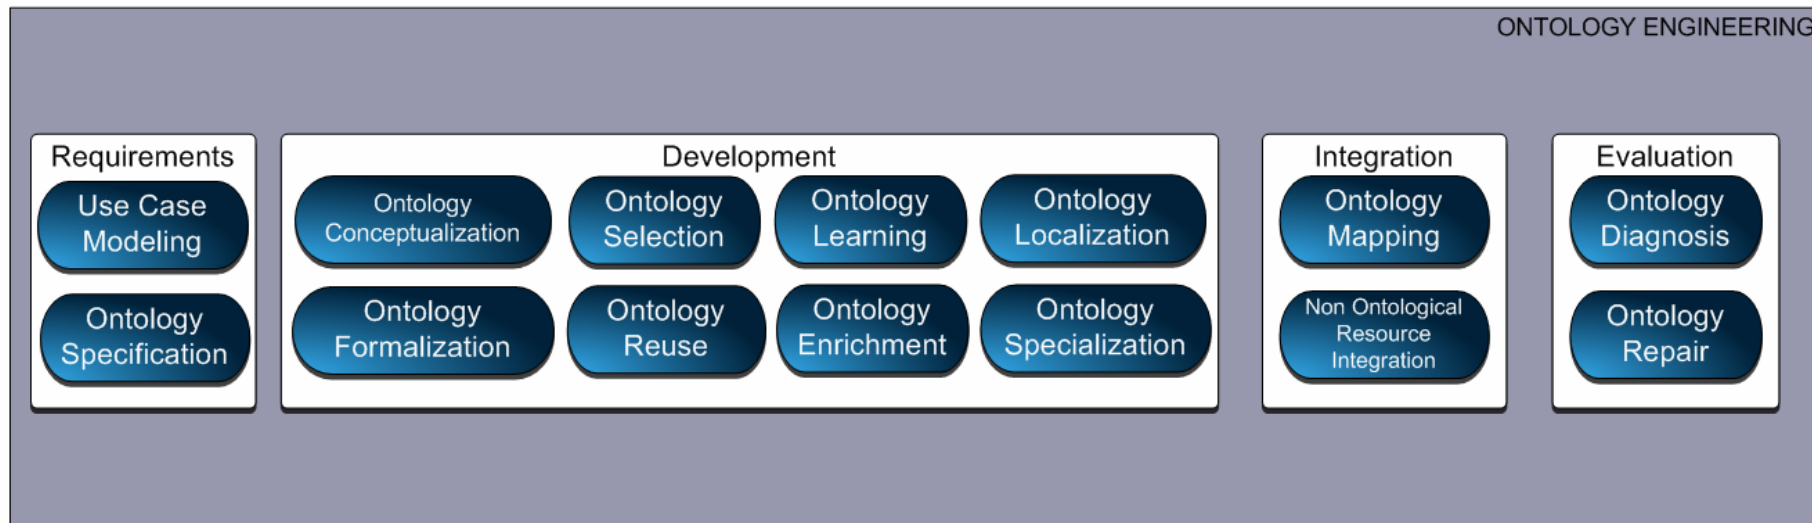 ONTOLOGY ENGINEERING
Requirements
Use Case
Modeling
Ontology
Specification
Development
Ontology
Conceptualization
Ontology
Selection
Ontology
Learning
Ontology
Localization
Ontology
Formalization
Ontology
Reuse
Ontology
Enrichment
Ontology
Specialization
Integration
Ontology
Mapping
Non Ontological
Resource
Integration
Evaluation
Ontology
Diagnosis
Ontology
Repair